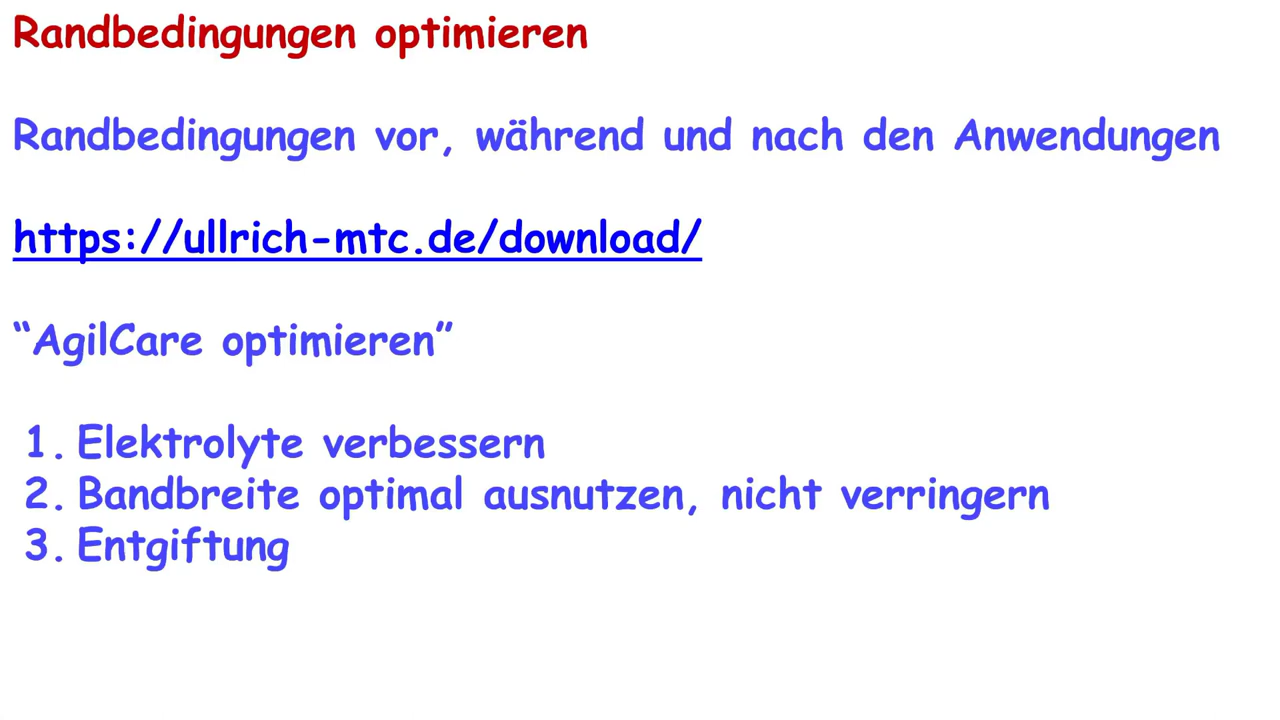 Randbedingungen optimieren
Randbedingungen vor, während und nach den Anwendungen
https://ullrich-mtc.de/download/
“AgilCare optimieren”
1. Elektrolyte verbessern
2. Bandbreite optimal ausnutzen, nicht verringern
3. Entgiftung